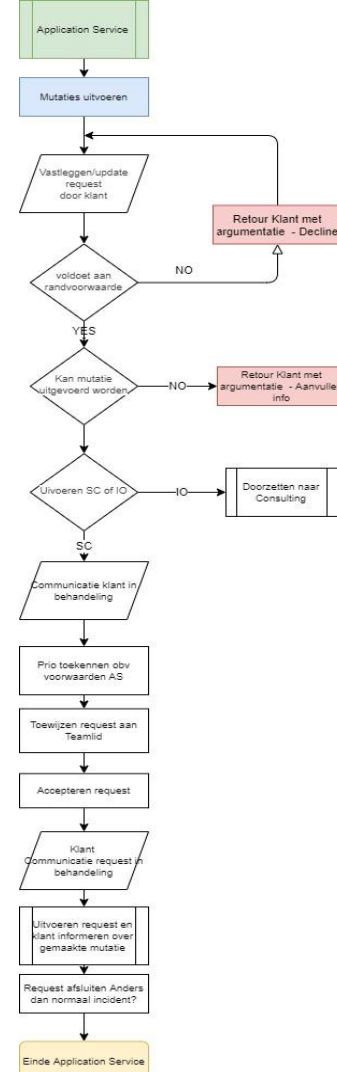 Application Service
Mutaties uitvoeren
Vastleggen/update
request
door klant
Retour Klant met
argumentatie - Decline
voldoet aan
randvoorwaarde
NO
YES
Kan mutatie
uitgevoerd worden
NO
Retour Klant met
argumentatie - Aanvulle
info
Uivoeren SC of IO
IO
Doorzetten naar
Consulting
SC
Communicatie klant in
behandeling
Prio toekennen obv
voorwaarden AS
Toewijzen request aan
Teamlid
Accepteren request
Klant
Communicatie request in
behandeling
Uitvoeren request en
klant informeren over
gemaakte mutatie
Request afsluiten Anders
dan normaal incident?
Einde Application Service